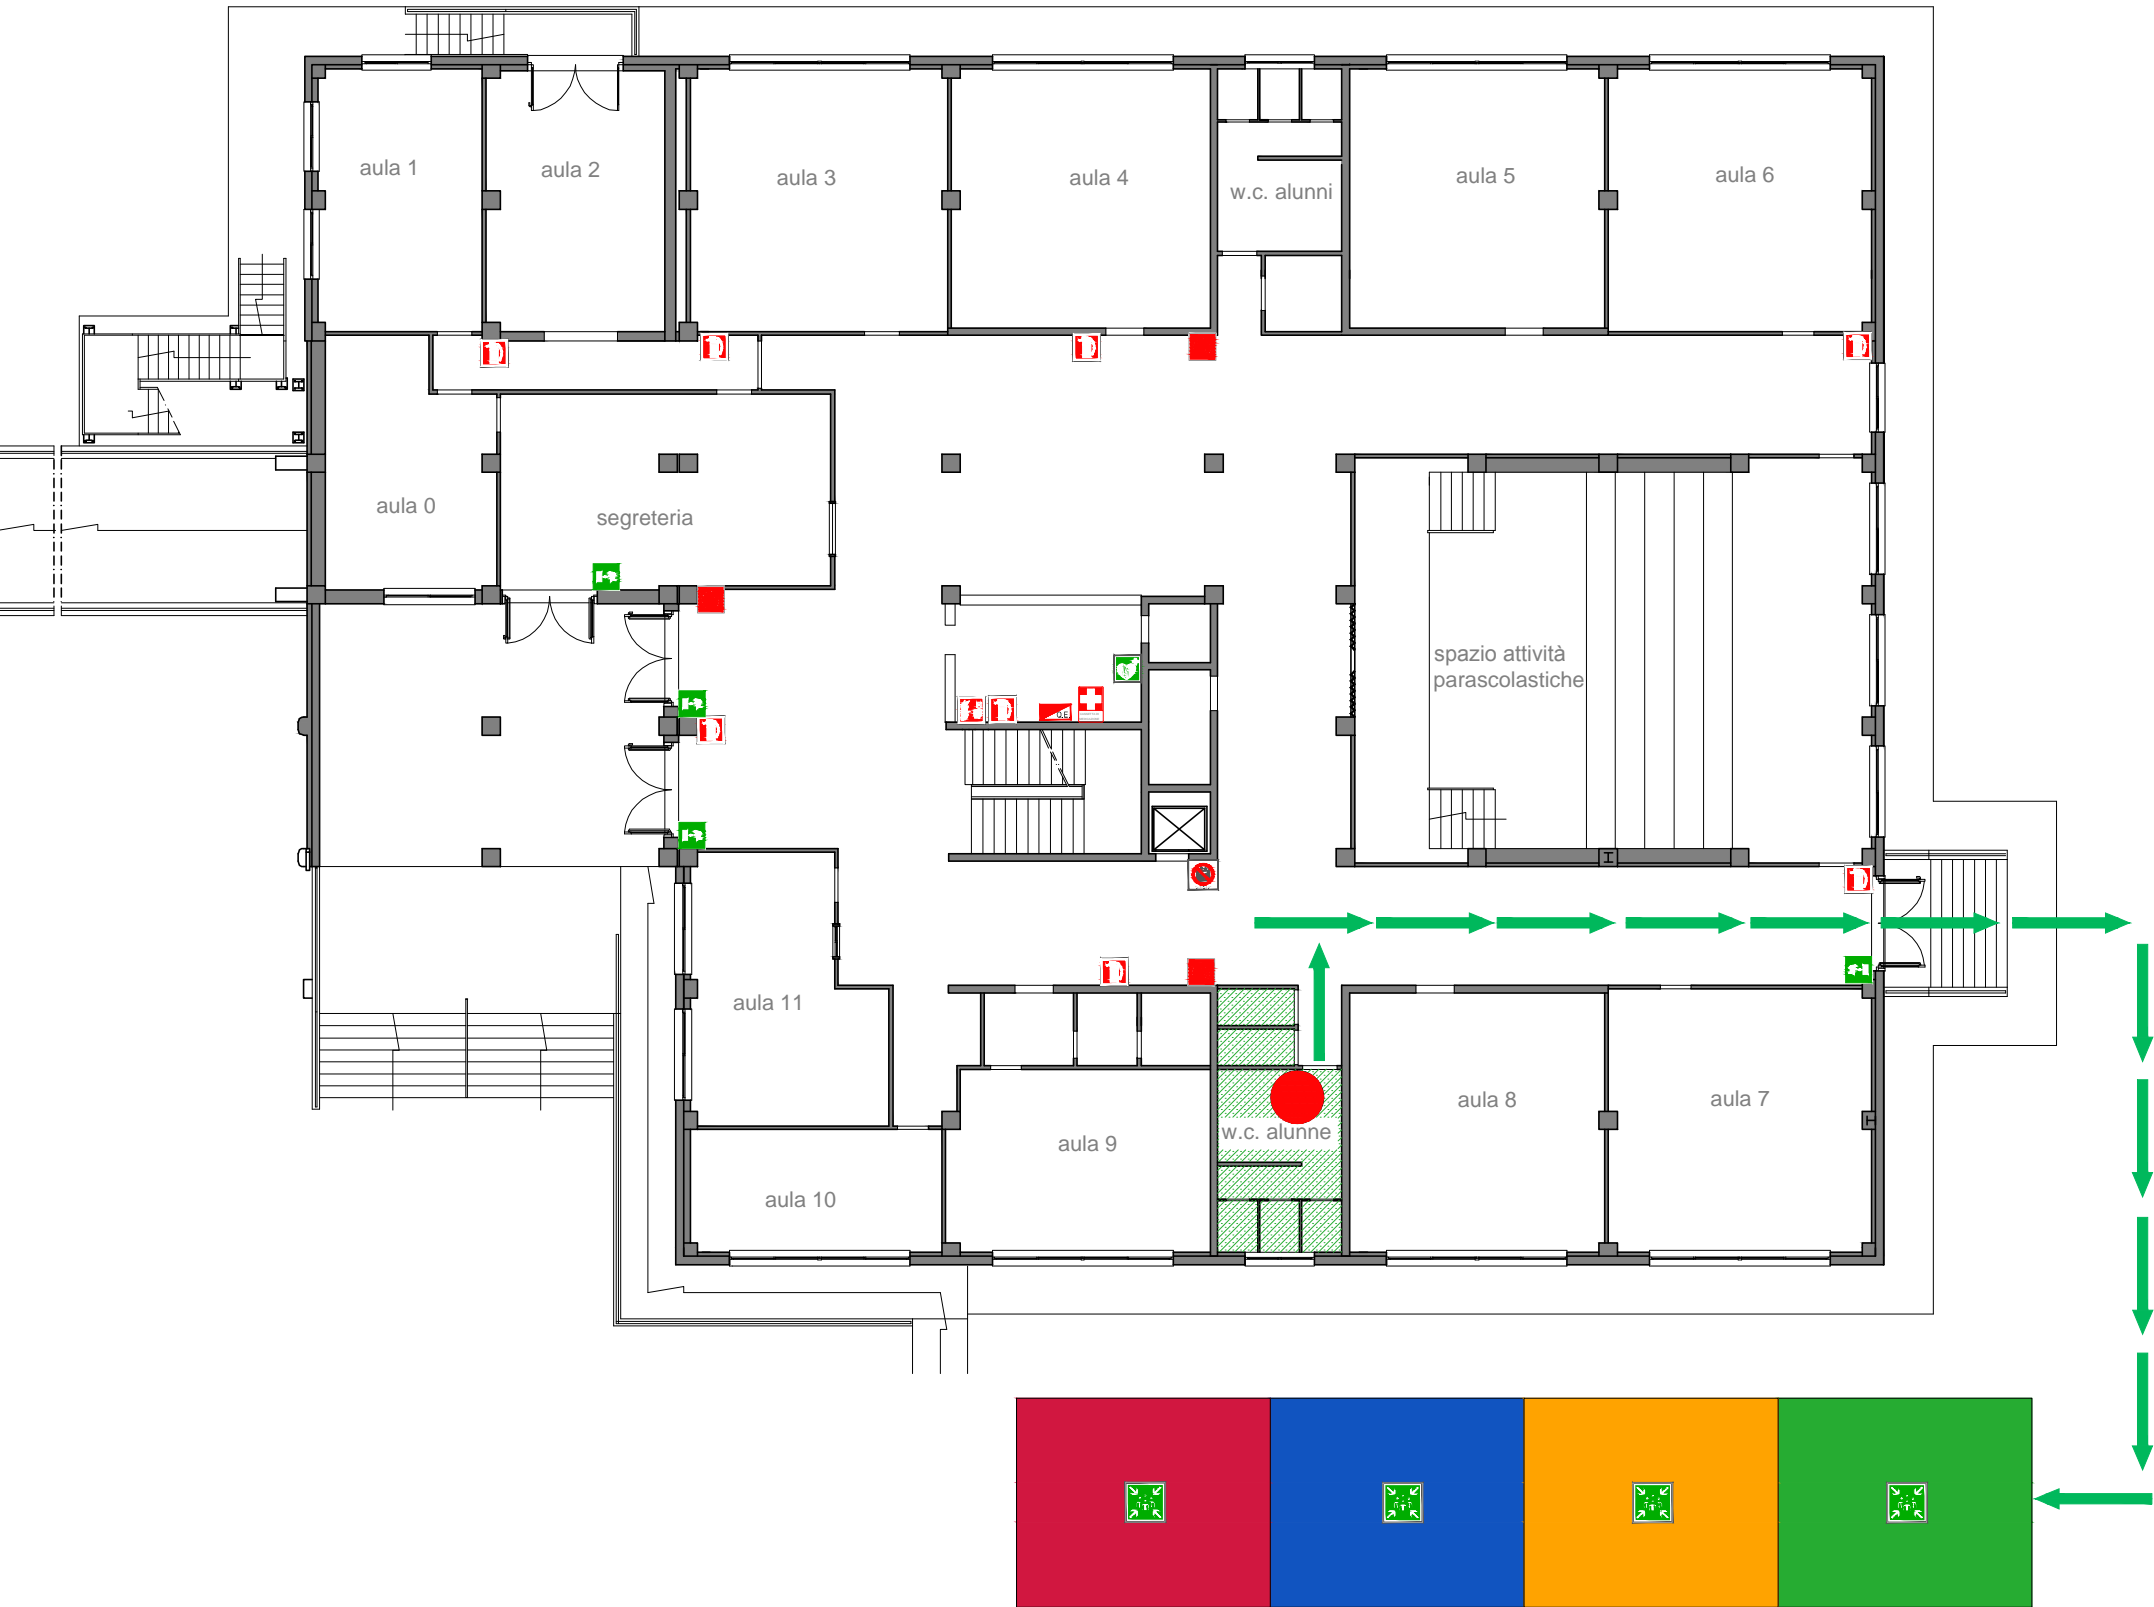 aula 1
aula 2
aula 3
aula 4
w.c. alunni
aula 5
aula 6
aula 0
segreteria
spazio attività
parascolastiche
Q.E.
aula 11
aula 10
aula 9
w.c. alunne
aula 8
aula 7